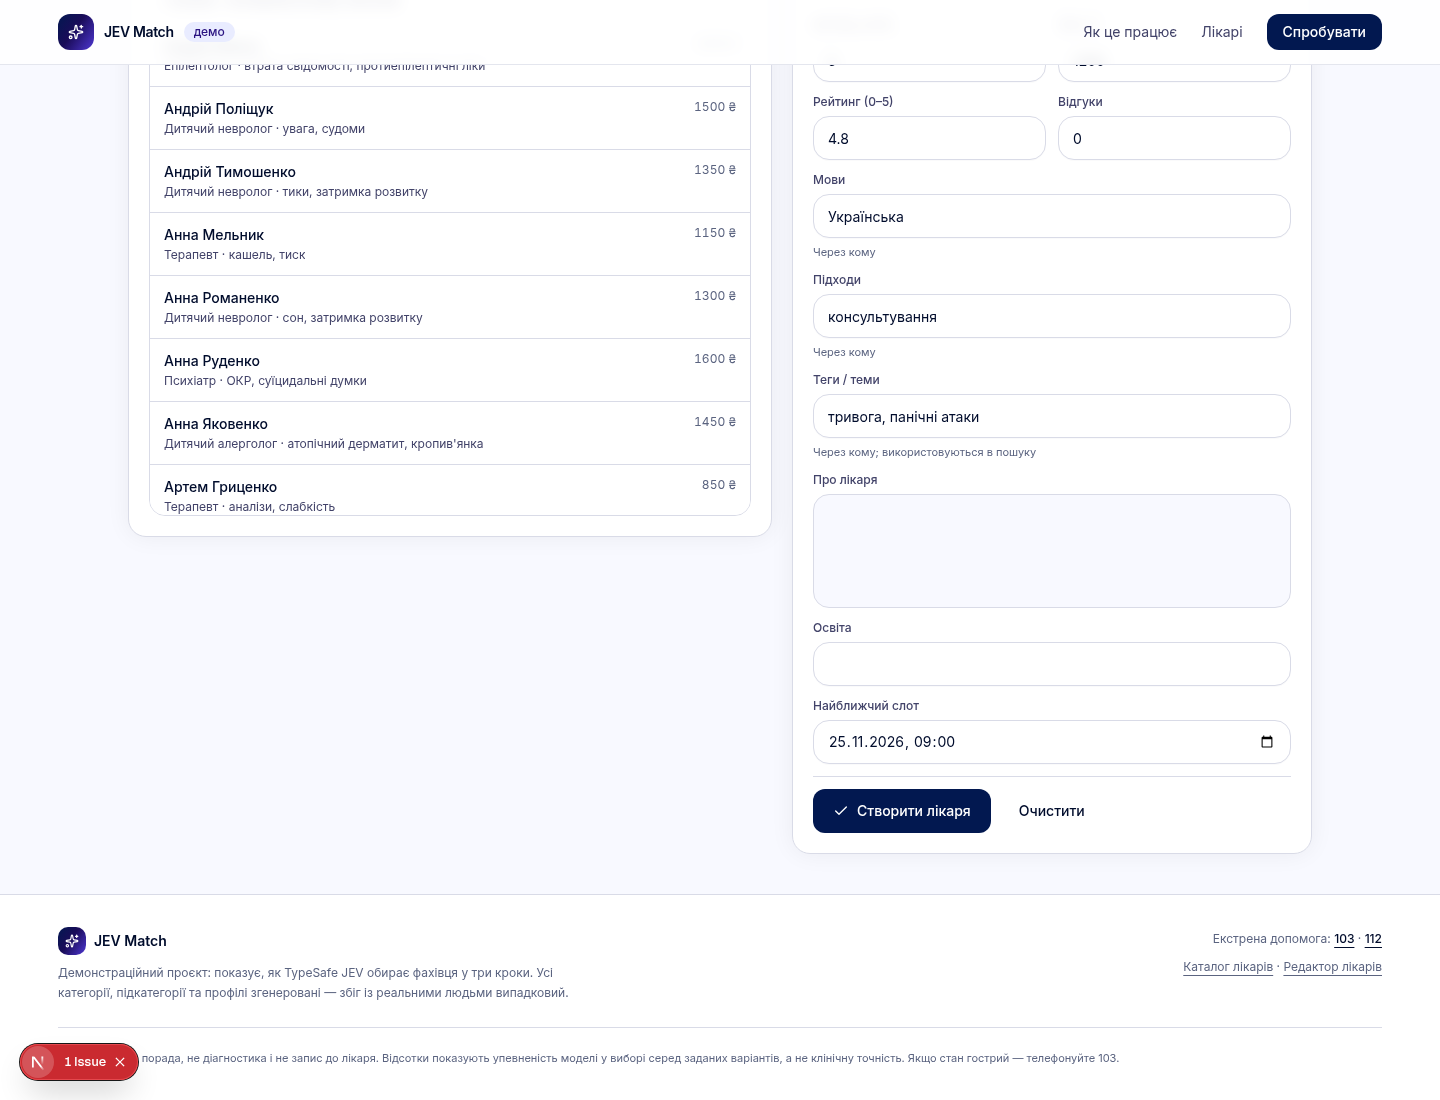 JEV Match
демо
Як це працює
Лікарі
Спробувати
Епілептолог · втрата свідомості, протиепілептичні ліки
Андрій Поліщук
1500 ₴
Дитячий невролог · увага, судоми
Андрій Тимошенко
1350 ₴
Дитячий невролог · тики, затримка розвитку
Анна Мельник
1150 ₴
Терапевт · кашель, тиск
Анна Романенко
1300 ₴
Дитячий невролог · сон, затримка розвитку
Анна Руденко
1600 ₴
Психіатр · ОКР, суїцидальні думки
Анна Яковенко
1450 ₴
Дитячий алерголог · атопічний дерматит, кропив'янка
Артем Гриценко
850 ₴
Терапевт · аналізи, слабкість
Рейтинг (0–5)
Відгуки
4.8
0
Мови
Українська
Через кому
Підходи
консультування
Через кому
Теги / теми
тривога, панічні атаки
Через кому; використовуються в пошуку
Про лікаря
Освіта
Найближчий слот
25.11.2026, 09:00
Створити лікаря
Очистити
JEV Match
Демонстраційний проєкт: показує, як TypeSafe JEV обирає фахівця у три кроки. Усі
категорії, підкатегорії та профілі згенеровані — збіг із реальними людьми випадковий.
Екстрена допомога: 103 · 112
Каталог лікарів · Редактор лікарів
1 Issue
порада, не діагностика і не запис до лікаря. Відсотки показують упевненість моделі у виборі серед заданих варіантів, а не клінічну точність. Якщо стан гострий — телефонуйте 103.